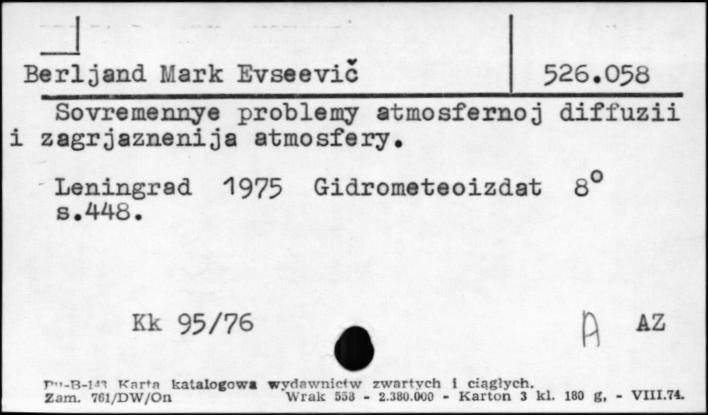 Berljand Mark Evseevič 526.058
Sovremennye problemy atmosfernoj diffuzii
i zagrjaznenija atmosfery.
Leningrad 1975 Gidrometeoizdat 8°
s.448.
Kk 95/76 A AZ
Pu-B-143 Karta katalogowa wydawnictw zwartych i ciągłych.
Zam. 761/DW/On Wrak 558 - 2.380.000 - Karton 3 kl. 180 g, - VIII.74.